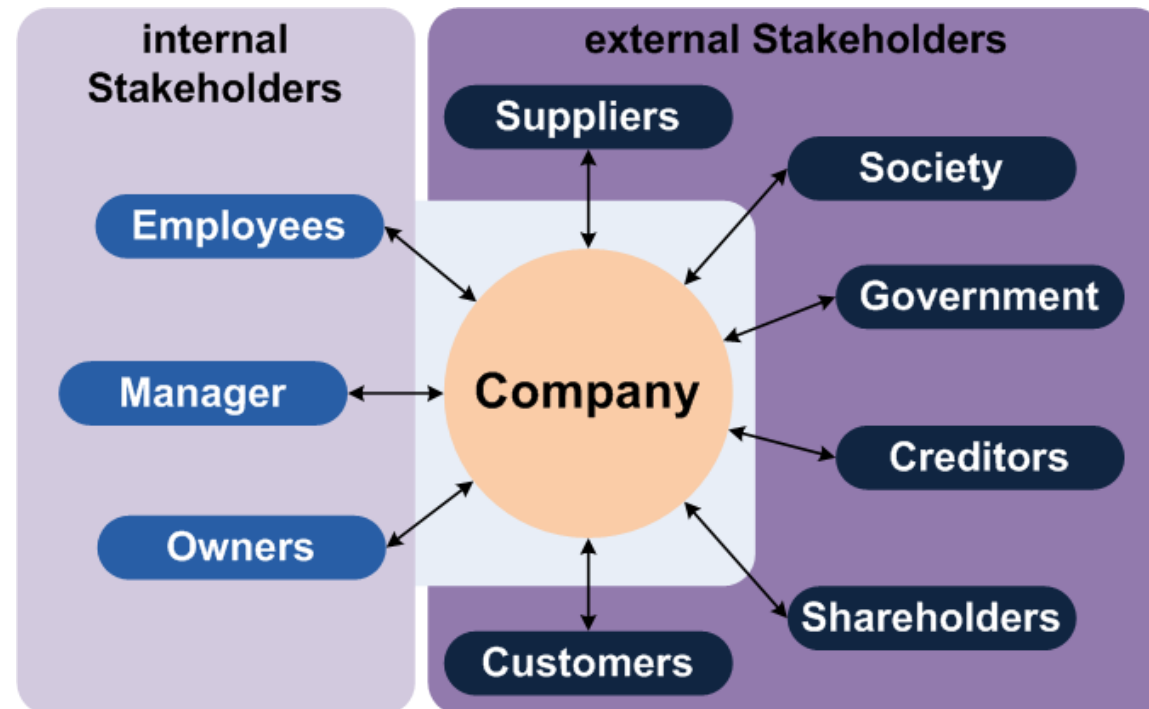 internal
Stakeholders
external Stakeholders
Suppliers
Society
Employees
Government
Manager
Company
Creditors
Owners
Shareholders
Customers